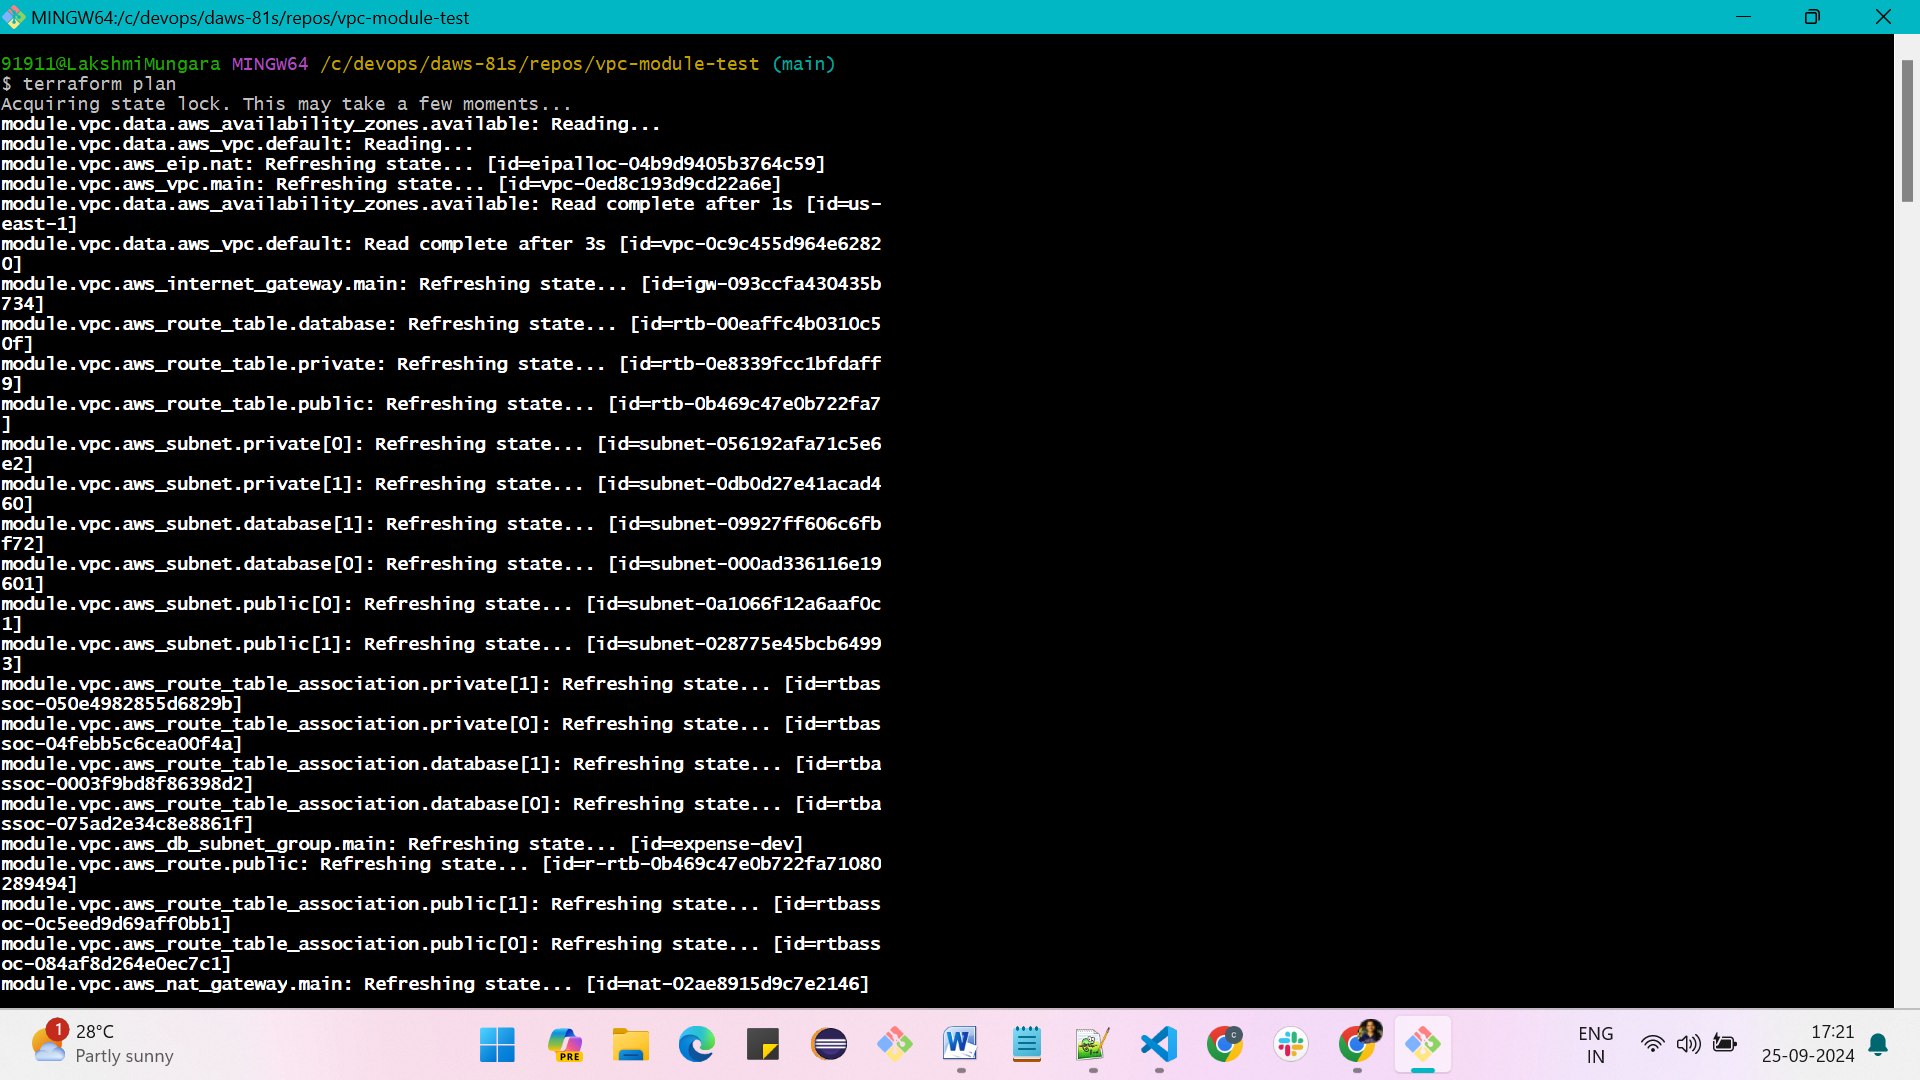 MINGW64:/c/devops/daws-81s/repos/vpc-module-test
91911@LakshmiMungara MINGW64 /c/devops/daws-81s/repos/vpc-module-test (main)
$ terraform plan
Acquiring state lock. This may take a few moments...
module.vpc.data.aws_availability_zones.available: Reading...
module.vpc.data.aws_vpc.default: Reading...
module.vpc.aws_eip.nat: Refreshing state... [id=eipalloc-04b9d9405b3764c59]
module.vpc.aws_vpc.main: Refreshing state... [id=vpc-0ed8c193d9cd22a6e]
module.vpc.data.aws_availability_zones.available: Read complete after 1s [id=us-
east-1]
module.vpc.data.aws_vpc.default: Read complete after 3s [id=vpc-0c9c455d964e6282
0]
module.vpc.aws_internet_gateway.main: Refreshing state... [id=igw-093ccfa430435b
734]
module.vpc.aws_route_table.database: Refreshing state... [id=rtb-00eaffc4b0310c5
0f]
module.vpc.aws_route_table.private: Refreshing state... [id=rtb-0e8339fcc1bfdaff
9]
module.vpc.aws_route_table.public: Refreshing state... [id=rtb-0b469c47e0b722fa7
]
module.vpc.aws_subnet.private[0]: Refreshing state... [id=subnet-056192afa71c5e6
e2]
module.vpc.aws_subnet.private[1]: Refreshing state... [id=subnet-0db0d27e41acad4
60]
module.vpc.aws_subnet.database[1]: Refreshing state... [id=subnet-09927ff606c6fb
f72]
module.vpc.aws_subnet.database[0]: Refreshing state... [id=subnet-000ad336116e19
601]
module.vpc.aws_subnet.public[0]: Refreshing state... [id=subnet-0a1066f12a6aaf0c
1]
module.vpc.aws_subnet.public[1]: Refreshing state... [id=subnet-028775e45bcb6499
3]
module.vpc.aws_route_table_association.private[1]: Refreshing state... [id=rtbas
soc-050e4982855d6829b]
module.vpc.aws_route_table_association.private[0]: Refreshing state... [id=rtbas
soc-04febb5c6cea00f4a]
module.vpc.aws_route_table_association.database[1]: Refreshing state... [id=rtba
ssoc-0003f9bd8f86398d2]
module.vpc.aws_route_table_association.database[0]: Refreshing state... [id=rtba
ssoc-075ad2e34c8e8861f]
module.vpc.aws_db_subnet_group.main: Refreshing state... [id=expense-dev]
module.vpc.aws_route.public: Refreshing state... [id=r-rtb-0b469c47e0b722fa71080
289494]
module.vpc.aws_route_table_association.public[1]: Refreshing state... [id=rtbass
oc-0c5eed9d69aff0bb1]
module.vpc.aws_route_table_association.public[0]: Refreshing state... [id=rtbass
oc-084af8d264e0ec7c1]
module.vpc.aws_nat_gateway.main: Refreshing state... [id=nat-02ae8915d9c7e2146]
1
28°C
Partly sunny
PRE
W
C
ENG
IN
17:21
25-09-2024